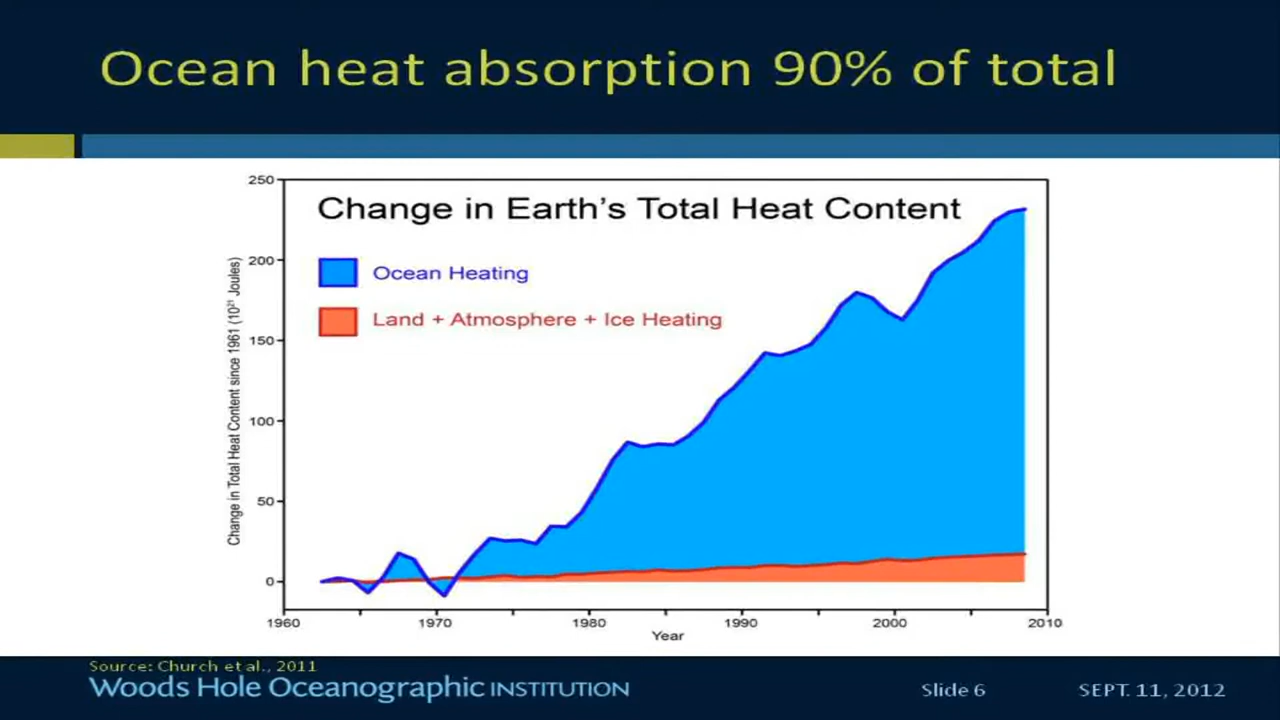 Ocean heat absorption 90% of total
Change in Earth's Total Heat Content
Ocean Heating
Land + Atmosphere + Ice Heating
Change in Total Heat Content since 1961 (10²¹ Joules)
250
200
150
100
50
0
1960 1970 1980 1990 2000 2010
Year
Source: Church et al., 2011
Woods Hole Oceanographic INSTITUTION
Slide 6
SEPT. 11, 2012